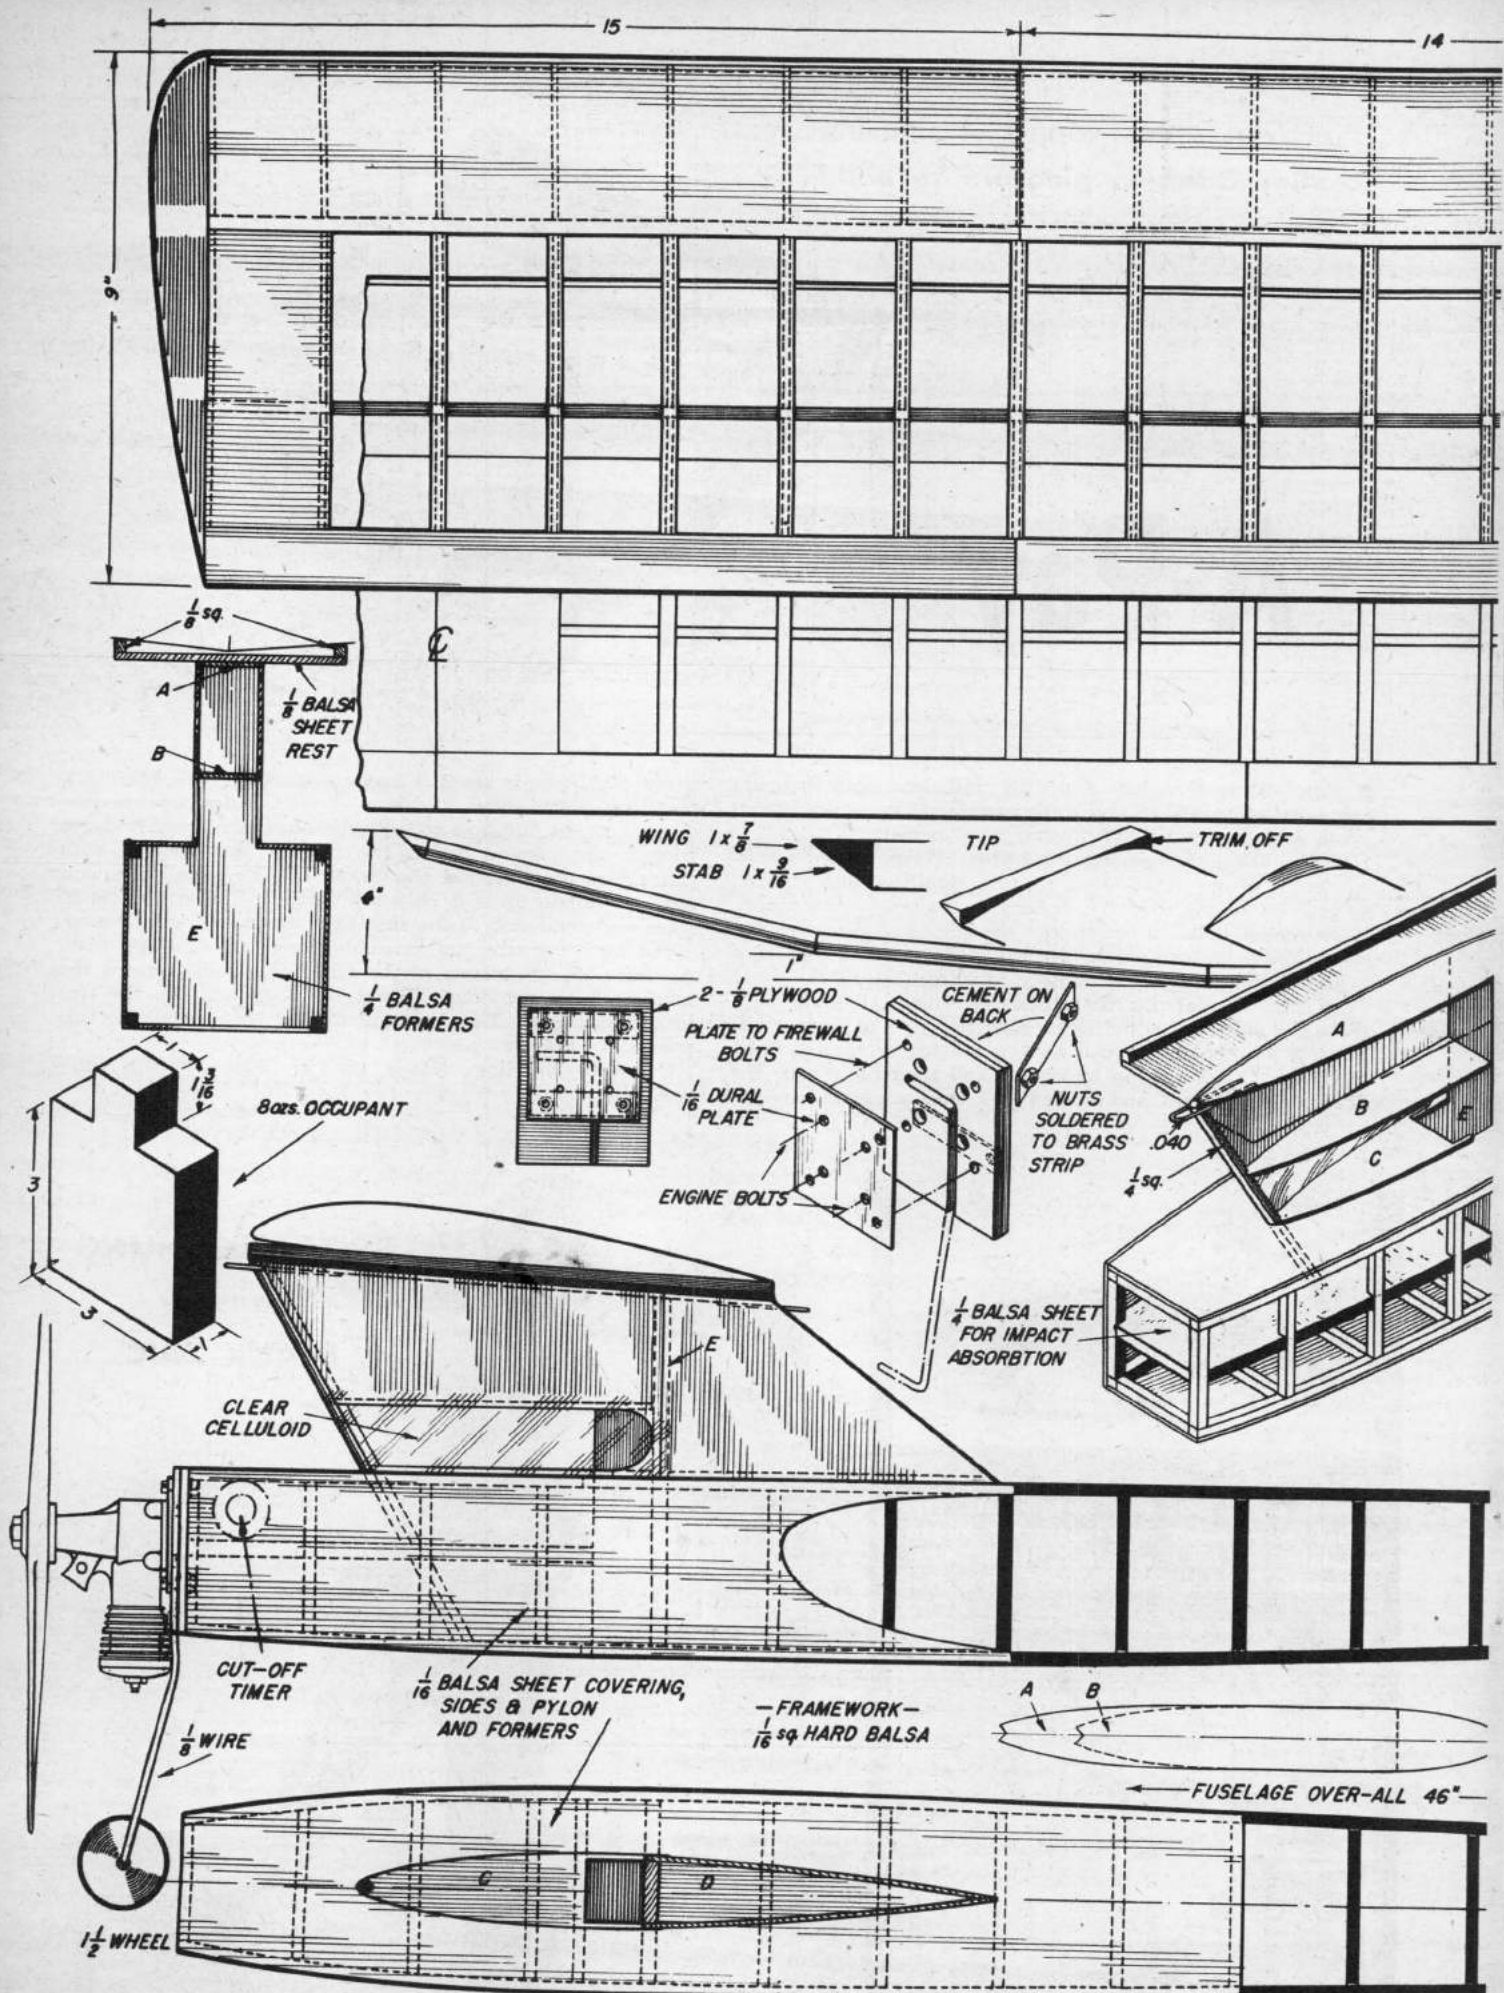 15
14
9"
1/8 sq.
A
1/8 BALSA
SHEET
REST
B
E
1/4 BALSA
FORMERS
℄
4"
WING 1 x 7/8
STAB 1 x 9/16
TIP
TRIM OFF
1"
2 - 1/8 PLYWOOD
CEMENT ON
BACK
PLATE TO FIREWALL
BOLTS
1/16 DURAL
PLATE
ENGINE BOLTS
NUTS
SOLDERED
TO BRASS
STRIP
.040
1/4 sq.
A
B
C
E
1/4 BALSA SHEET
FOR IMPACT
ABSORBTION
1
1 3/16
8 ozs. OCCUPANT
3
3
1
E
CLEAR
CELLULOID
CUT-OFF
TIMER
1/8 WIRE
1/16 BALSA SHEET COVERING,
SIDES & PYLON
AND FORMERS
—FRAMEWORK—
1/16 sq HARD BALSA
A
B
FUSELAGE OVER-ALL 46"
C
D
1 1/2 WHEEL